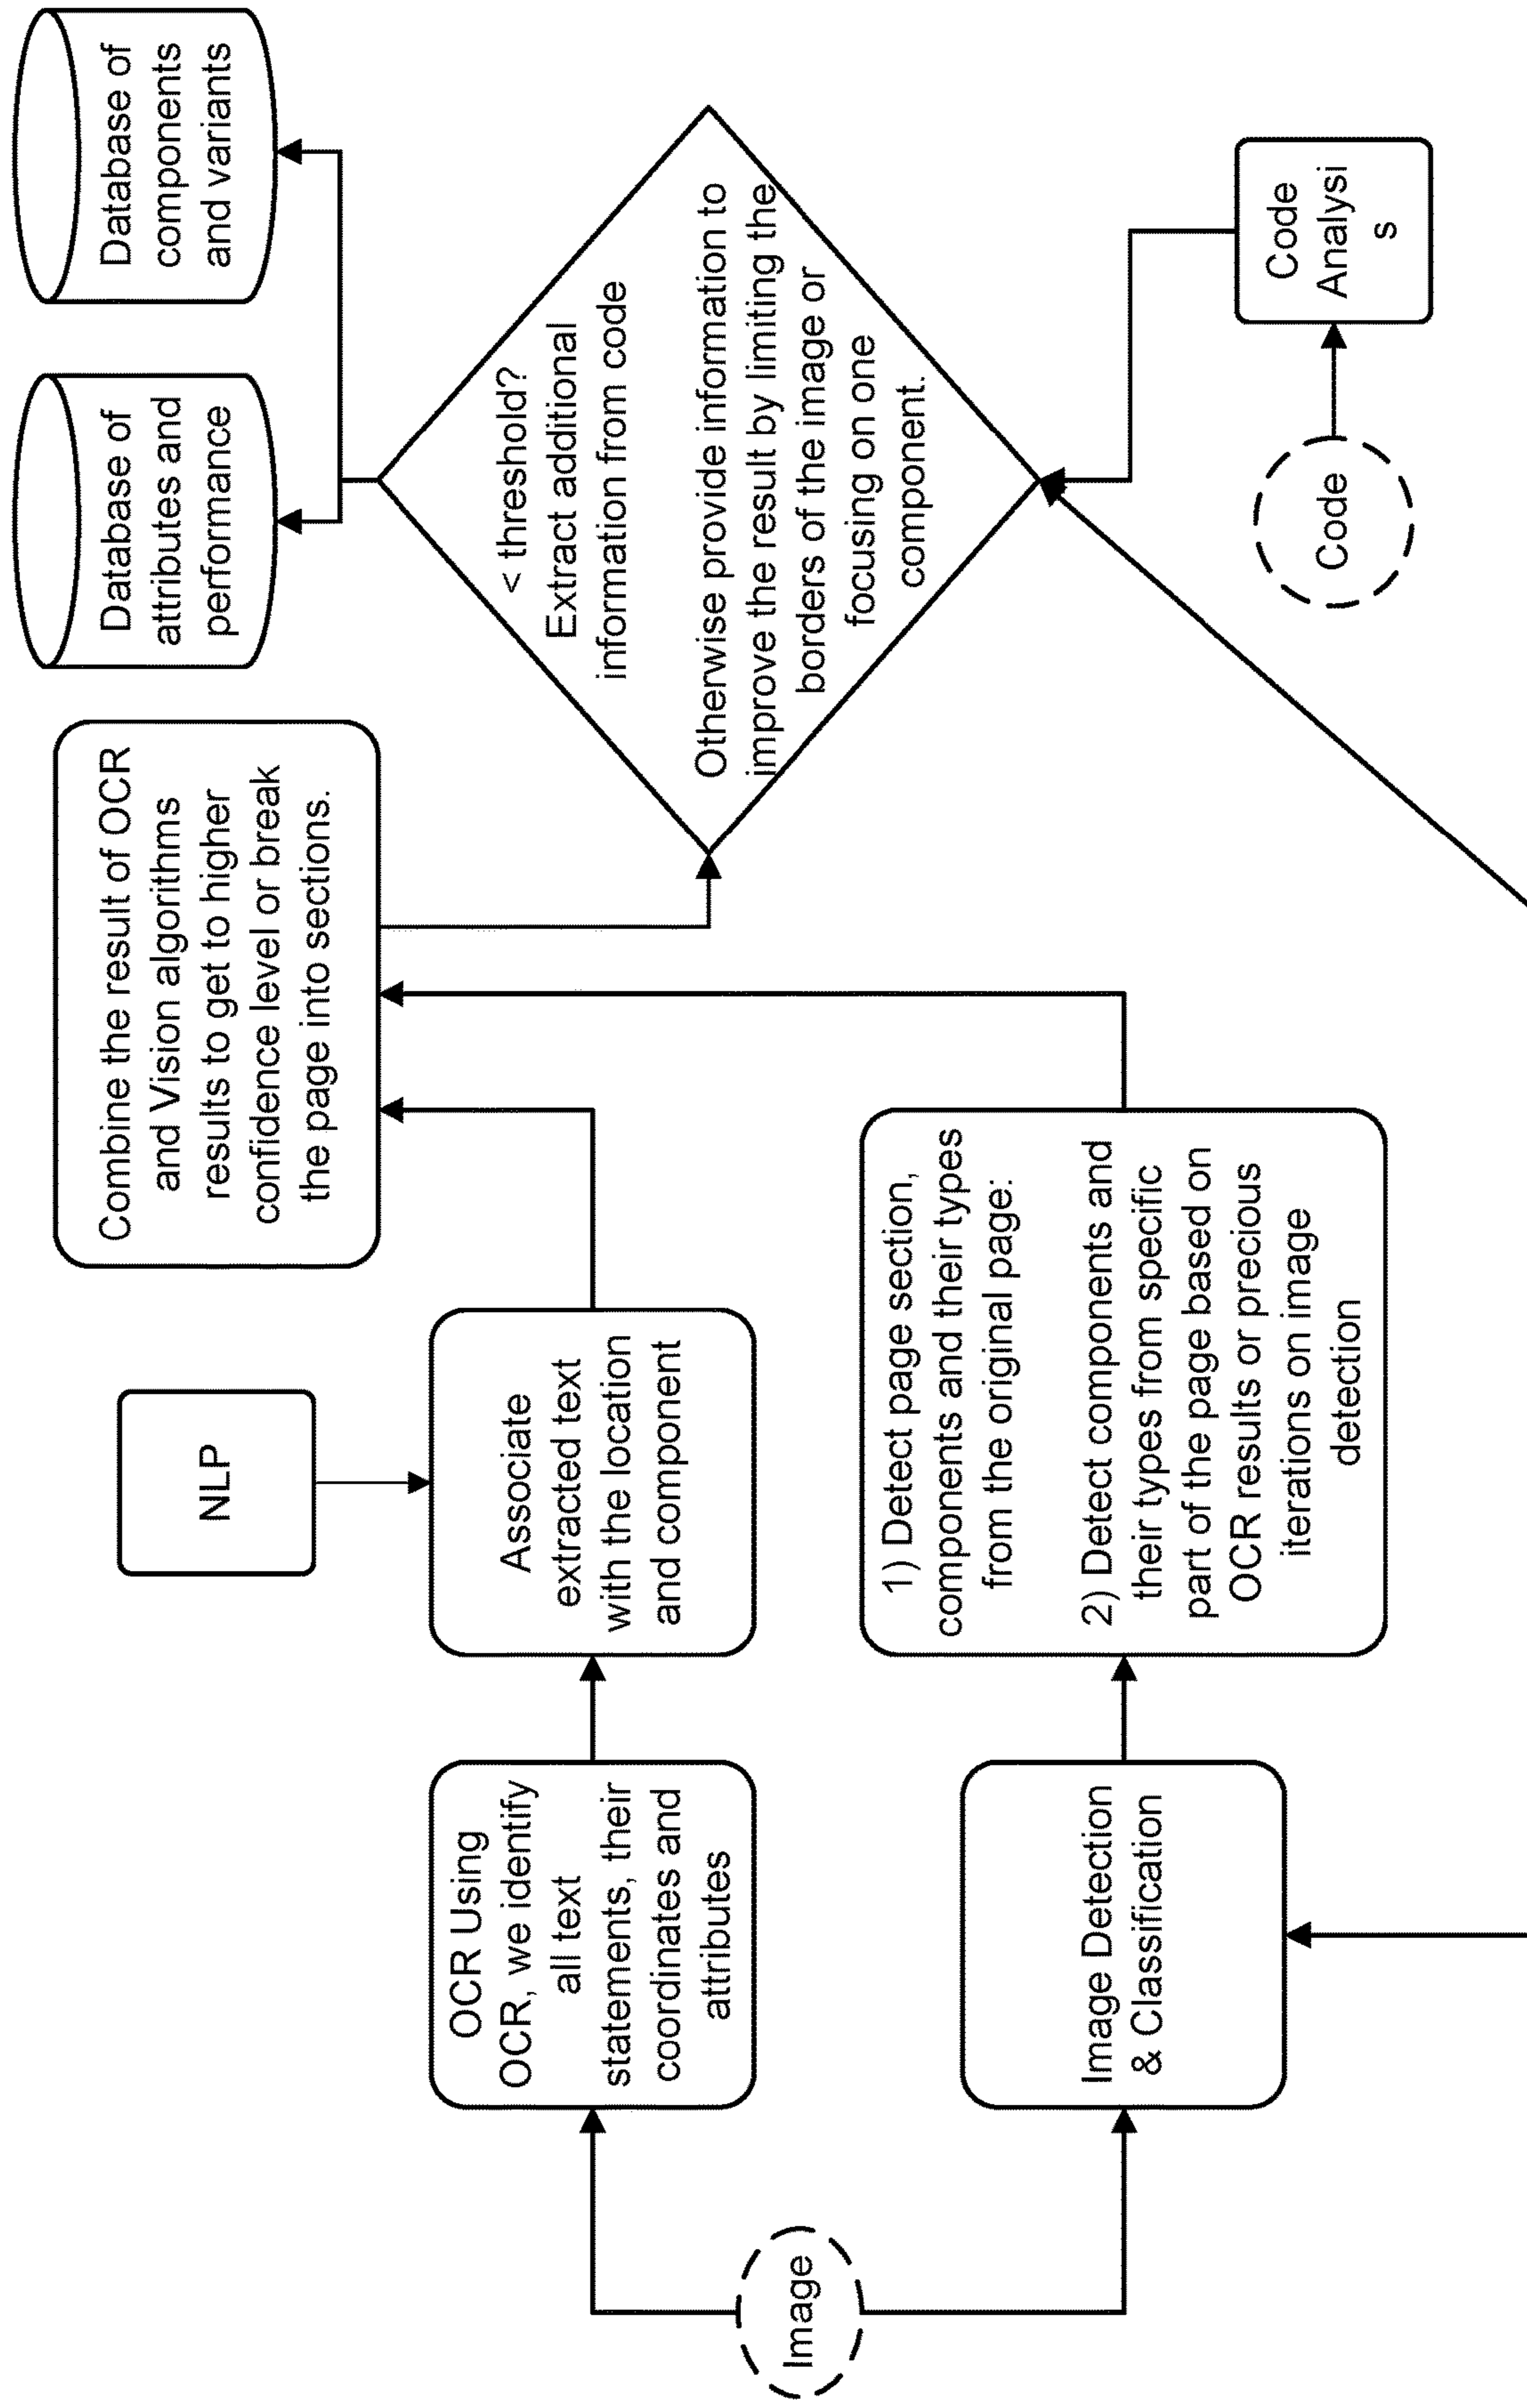 Image
OCR Using
OCR, we identify
all text
statements, their
coordinates and
attributes
Image Detection
& Classification
NLP
Associate
extracted text
with the location
and component
1) Detect page section,
components and their types
from the original page:
2) Detect components and
their types from specific
part of the page based on
OCR results or precious
iterations on image
detection
Combine the result of OCR
and Vision algorithms
results to get to higher
confidence level or break
the page into sections.
< threshold?
Extract additional
information from code
Otherwise provide information to
improve the result by limiting the
borders of the image or
focusing on one
component.
Database of
attributes and
performance
Database of
components
and variants
Code
Code
Analysi
s